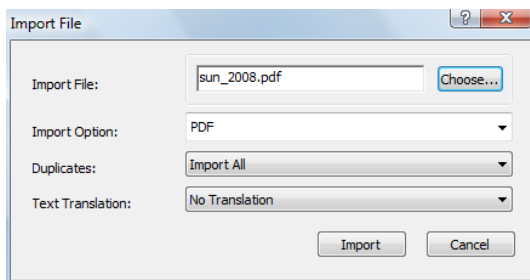 Import File
Import File: sun_2008.pdf Choose...
Import Option: PDF
Duplicates: Import All
Text Translation: No Translation
Import Cancel